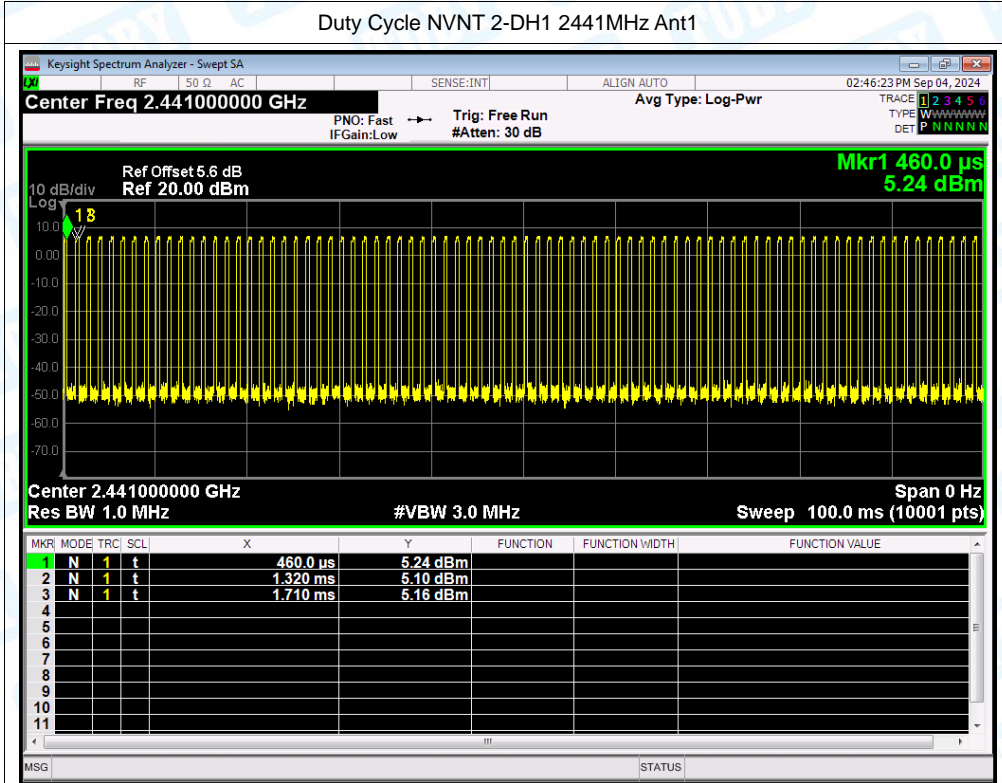 Duty Cycle NVNT 2-DH1 2441MHz Ant1
Keysight Spectrum Analyzer - Swept SA
LXI RF 50 Ω AC SENSE:INT ALIGN AUTO 02:46:23 PM Sep 04, 2024
Center Freq 2.441000000 GHz Avg Type: Log-Pwr TRACE 1 2 3 4 5 6
PNO: Fast Trig: Free Run TYPE WWWWWW
IFGain:Low #Atten: 30 dB DET P N N N N N
Mkr1 460.0 µs
5.24 dBm
Ref Offset 5.6 dB
10 dB/div Ref 20.00 dBm
Log
10.0
0.00
-10.0
-20.0
-30.0
-40.0
-50.0
-60.0
-70.0
Center 2.441000000 GHz Span 0 Hz
Res BW 1.0 MHz #VBW 3.0 MHz Sweep 100.0 ms (10001 pts)
MKR MODE TRC SCL X Y FUNCTION FUNCTION WIDTH FUNCTION VALUE
1 N 1 t 460.0 µs 5.24 dBm
2 N 1 t 1.320 ms 5.10 dBm
3 N 1 t 1.710 ms 5.16 dBm
4
5
6
7
8
9
10
11
MSG STATUS